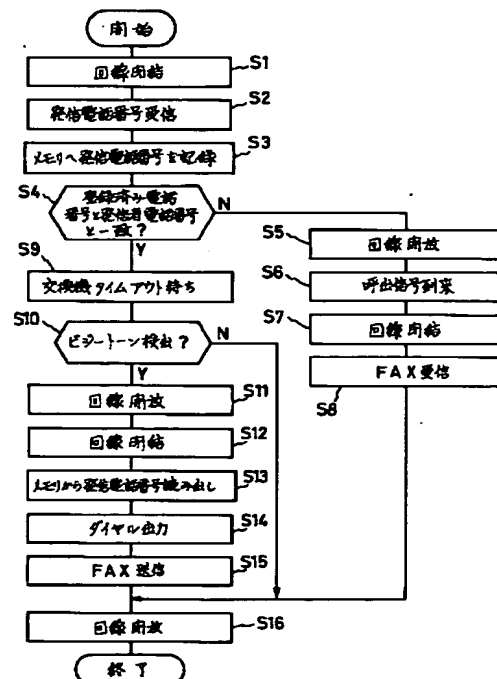 開始
回線閉結
S1
発信電話番号受信
S2
メモリへ発信電話番号を記録
S3
S4
登録済み電話
番号と発信者電話番号
と一致?
N
Y
S5
回線開放
S6
呼出信号到来
S7
回線閉結
FAX受信
S8
S9
交換機タイムアウト待ち
S10
ビジートーン検出?
N
Y
回線開放
S11
回線閉結
S12
メモリから発信電話番号読み出し
S13
ダイヤル出力
S14
FAX送信
S15
回線開放
S16
終了